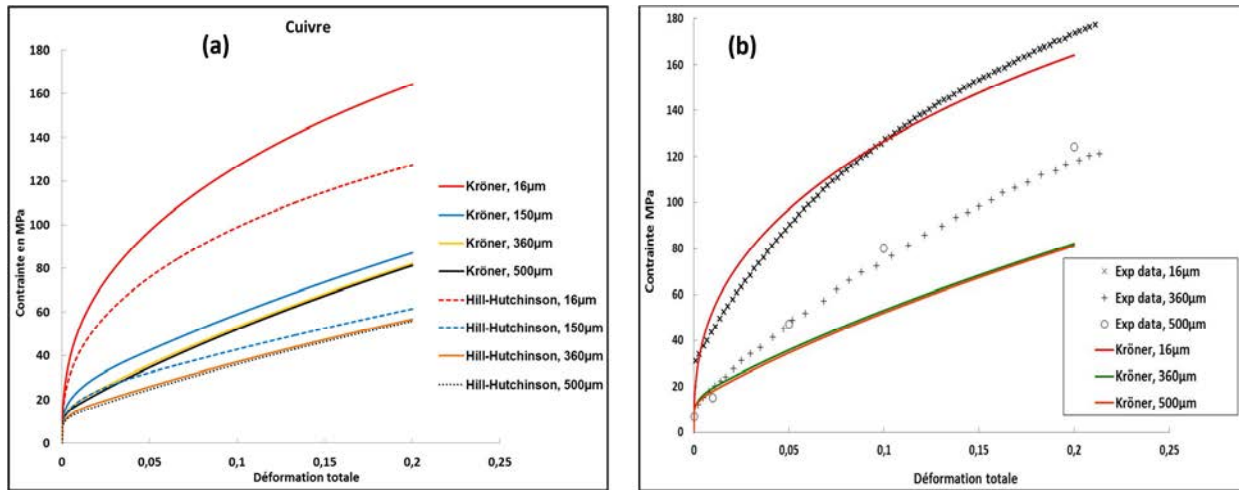 Cuivre
(a)
180
160
140
120
100
80
60
40
20
0
Contrainte en MPa
0
0,05
0,1
0,15
0,2
Déformation totale
Kröner, 16µm
Kröner, 150µm
Kröner, 360µm
Kröner, 500µm
Hill-Hutchinson, 16µm
Hill-Hutchinson, 150µm
Hill-Hutchinson, 360µm
Hill-Hutchinson, 500µm
(b)
180
160
140
120
100
80
60
40
20
0
Contrainte MPa
0
0,05
0,1
0,15
0,2
Déformation totale
Exp data, 16µm
Exp data, 360µm
Exp data, 500µm
Kröner, 16µm
Kröner, 360µm
Kröner, 500µm